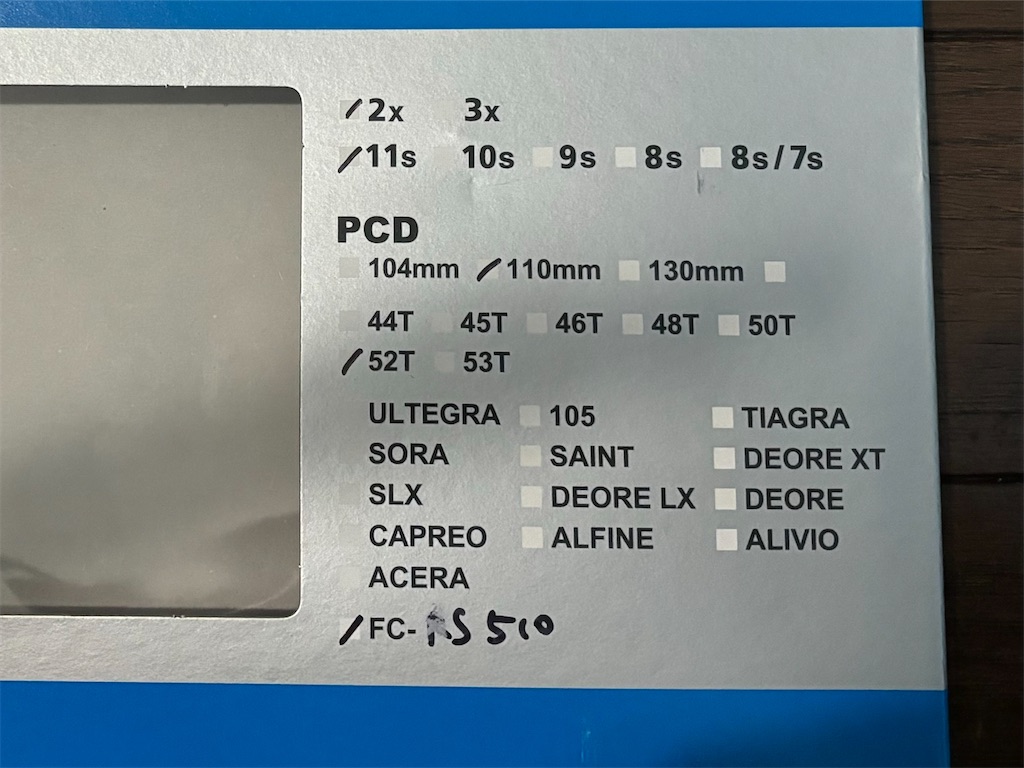 2x 3x
11s 10s 9s 8s 8s/7s
PCD
104mm 110mm 130mm
44T 45T 46T 48T 50T
52T 53T
ULTEGRA 105 TIAGRA
SORA SAINT DEORE XT
SLX DEORE LX DEORE
CAPREO ALFINE ALIVIO
ACERA
FC-RS510